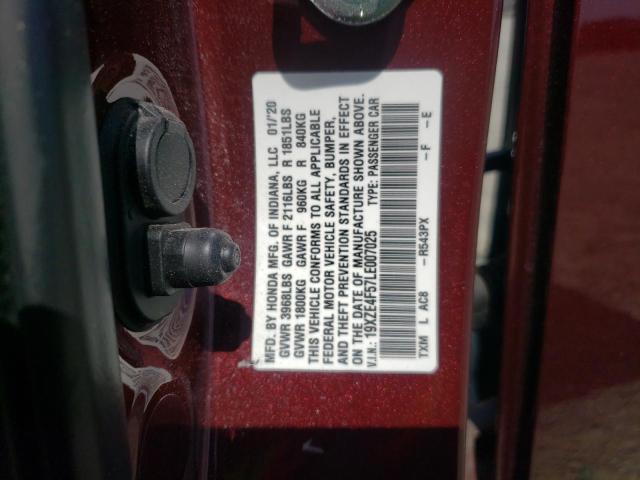 MFD. BY HONDA MFG. OF INDIANA, LLC 01/'20
GVWR 3968LBS GAWR F 2116LBS R 1851LBS
GVWR 1800KG GAWR F 960KG R 840KG
THIS VEHICLE CONFORMS TO ALL APPLICABLE
FEDERAL MOTOR VEHICLE SAFETY, BUMPER,
AND THEFT PREVENTION STANDARDS IN EFFECT
ON THE DATE OF MANUFACTURE SHOWN ABOVE.
V.I.N.: 19XZE4F57LE007025 TYPE: PASSENGER CAR
TXM L AC8 -R543PX -F -E